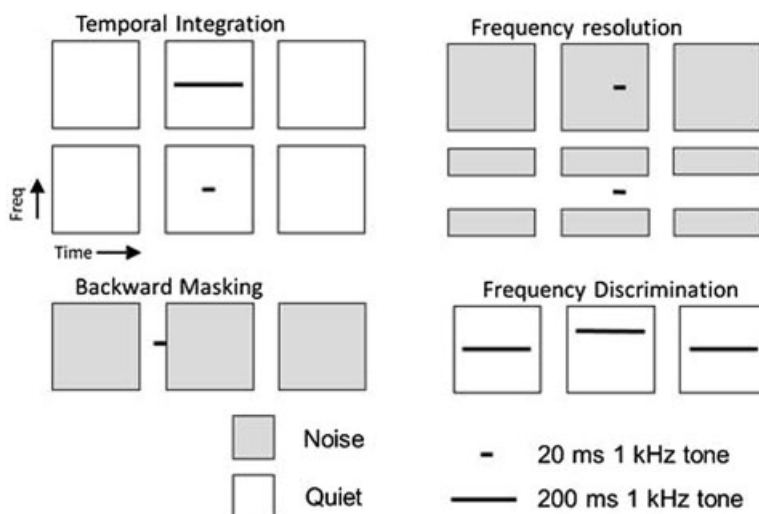 Temporal Integration
Frequency resolution
Freq
Time
Backward Masking
Frequency Discrimination
Noise
20 ms 1 kHz tone
Quiet
200 ms 1 kHz tone